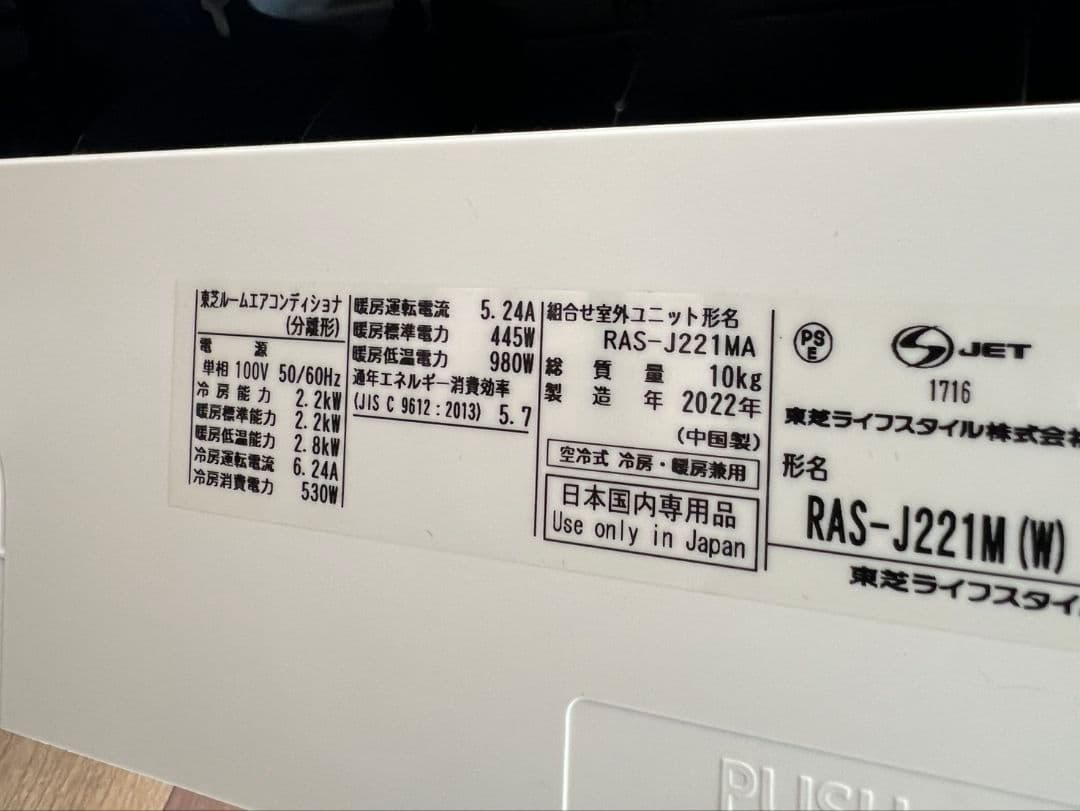 東芝ルームエアコンディショナ
(分離形)
電 源
単相 100V 50/60Hz
冷房能力 2.2kW
暖房標準能力 2.2kW
暖房低温能力 2.8kW
冷房運転電流 6.24A
冷房消費電力 530W
暖房運転電流 5.24A
暖房標準電力 445W
暖房低温電力 980W
通年エネルギー消費効率
(JIS C 9612:2013) 5.7
組合せ室外ユニット形名
RAS-J221MA
総質量 10kg
製造年 2022年
(中国製)
空冷式 冷房・暖房兼用
日本国内専用品
Use only in Japan
PS
E
JET
1716
東芝ライフスタイル株式会社
形名
RAS-J221M(W)
東芝ライフスタイ
PUSH